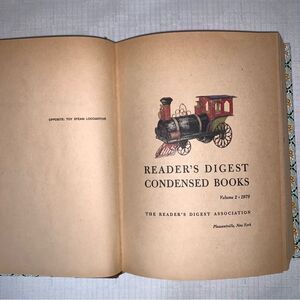 OPPOSITE: TOY STEAM LOCOMOTIVE
READER'S DIGEST
CONDENSED BOOKS
Volume 2 • 1979
THE READER'S DIGEST ASSOCIATION
Pleasantville, New York